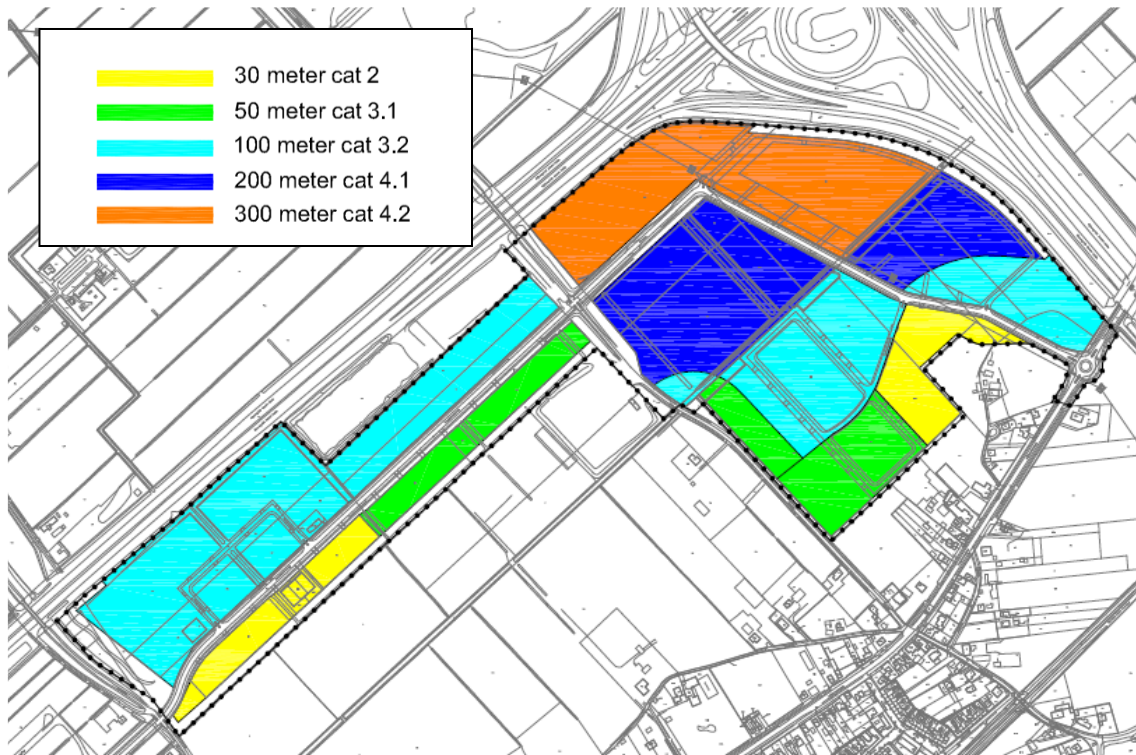 30 meter cat 2
50 meter cat 3.1
100 meter cat 3.2
200 meter cat 4.1
300 meter cat 4.2